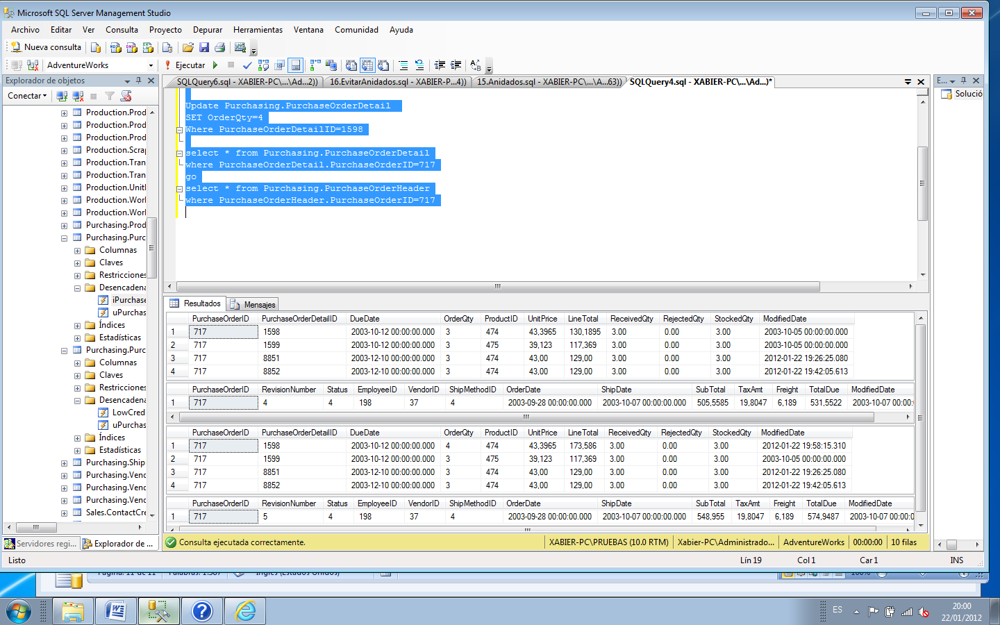 Microsoft SQL Server Management Studio
Archivo Editar Ver Consulta Proyecto Depurar Herramientas Ventana Comunidad Ayuda
Nueva consulta
AdventureWorks Ejecutar
Explorador de objetos
SQLQuery6.sql - XABIER-PC\...\Ad...2)) 16.EvitarAnidados.sql - XABIER-P...4)) 15.Anidados.sql - XABIER-PC\...\A...63)) SQLQuery4.sql - XABIER-PC\...\Ad...)*
E...
Conectar
Solució
Production.Prod
Production.Prod
Production.Prod
Production.Scrap
Production.Tran
Production.Tran
Production.Unit
Production.Worl
Production.Worl
Purchasing.Prod
Purchasing.Purc
Columnas
Claves
Restricciones
Desencadena
iPurchase
uPurchas
Índices
Estadísticas
Purchasing.Purc
Columnas
Claves
Restricciones
Desencadena
LowCred
uPurchas
Índices
Estadísticas
Purchasing.Ship
Purchasing.Venc
Purchasing.Venc
Purchasing.Venc
Sales.ContactCre
Servidores regi... Explorador de ...
Update Purchasing.PurchaseOrderDetail
SET OrderQty=4
Where PurchaseOrderDetailID=1598
select * from Purchasing.PurchaseOrderDetail
where PurchaseOrderDetail.PurchaseOrderID=717
go
select * from Purchasing.PurchaseOrderHeader
where PurchaseOrderHeader.PurchaseOrderID=717
Resultados Mensajes
PurchaseOrderID PurchaseOrderDetailID DueDate OrderQty ProductID UnitPrice LineTotal ReceivedQty RejectedQty StockedQty ModifiedDate
1 717 1598 2003-10-12 00:00:00.000 3 474 43,3965 130,1895 3.00 0.00 3.00 2003-10-05 00:00:00.000
2 717 1599 2003-10-12 00:00:00.000 3 475 39,123 117,369 3.00 0.00 3.00 2003-10-05 00:00:00.000
3 717 8851 2003-12-10 00:00:00.000 3 474 43,00 129,00 3.00 0.00 3.00 2012-01-22 19:26:25.080
4 717 8852 2003-12-10 00:00:00.000 3 474 43,00 129,00 3.00 0.00 3.00 2012-01-22 19:42:05.613
PurchaseOrderID RevisionNumber Status EmployeeID VendorID ShipMethodID OrderDate ShipDate SubTotal TaxAmt Freight TotalDue ModifiedDate
1 717 4 4 198 37 4 2003-09-28 00:00:00.000 2003-10-07 00:00:00.000 505,5585 19,8047 6,189 531,5522 2003-10-07 00:00:
PurchaseOrderID PurchaseOrderDetailID DueDate OrderQty ProductID UnitPrice LineTotal ReceivedQty RejectedQty StockedQty ModifiedDate
1 717 1598 2003-10-12 00:00:00.000 4 474 43,3965 173,586 3.00 0.00 3.00 2012-01-22 19:58:15.310
2 717 1599 2003-10-12 00:00:00.000 3 475 39,123 117,369 3.00 0.00 3.00 2003-10-05 00:00:00.000
3 717 8851 2003-12-10 00:00:00.000 3 474 43,00 129,00 3.00 0.00 3.00 2012-01-22 19:26:25.080
4 717 8852 2003-12-10 00:00:00.000 3 474 43,00 129,00 3.00 0.00 3.00 2012-01-22 19:42:05.613
PurchaseOrderID RevisionNumber Status EmployeeID VendorID ShipMethodID OrderDate ShipDate SubTotal TaxAmt Freight TotalDue ModifiedDate
1 717 5 4 198 37 4 2003-09-28 00:00:00.000 2003-10-07 00:00:00.000 548,955 19,8047 6,189 574,9487 2003-10-07 00:00:0
Consulta ejecutada correctamente. XABIER-PC\PRUEBAS (10.0 RTM) Xabier-PC\Administrado... AdventureWorks 00:00:00 10 filas
Listo Lín 19 Col 1 Car 1 INS
Página: 11 de 11 Palabras: 1.587 Inglés (Estados Unidos) 100%
ES
20:00
22/01/2012